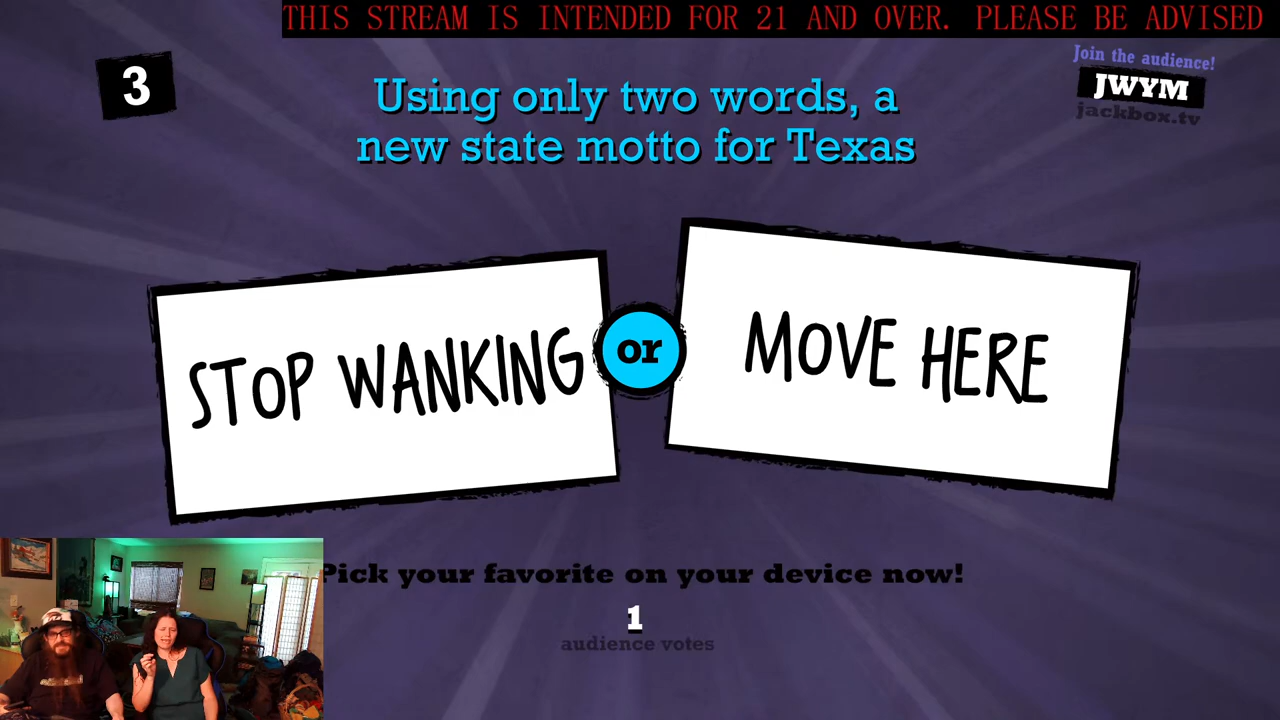 THIS STREAM IS INTENDED FOR 21 AND OVER. PLEASE BE ADVISED
3
Join the audience!
JWYM
jackbox.tv
Using only two words, a
new state motto for Texas
STOP WANKING
or
MOVE HERE
Pick your favorite on your device now!
1
audience votes